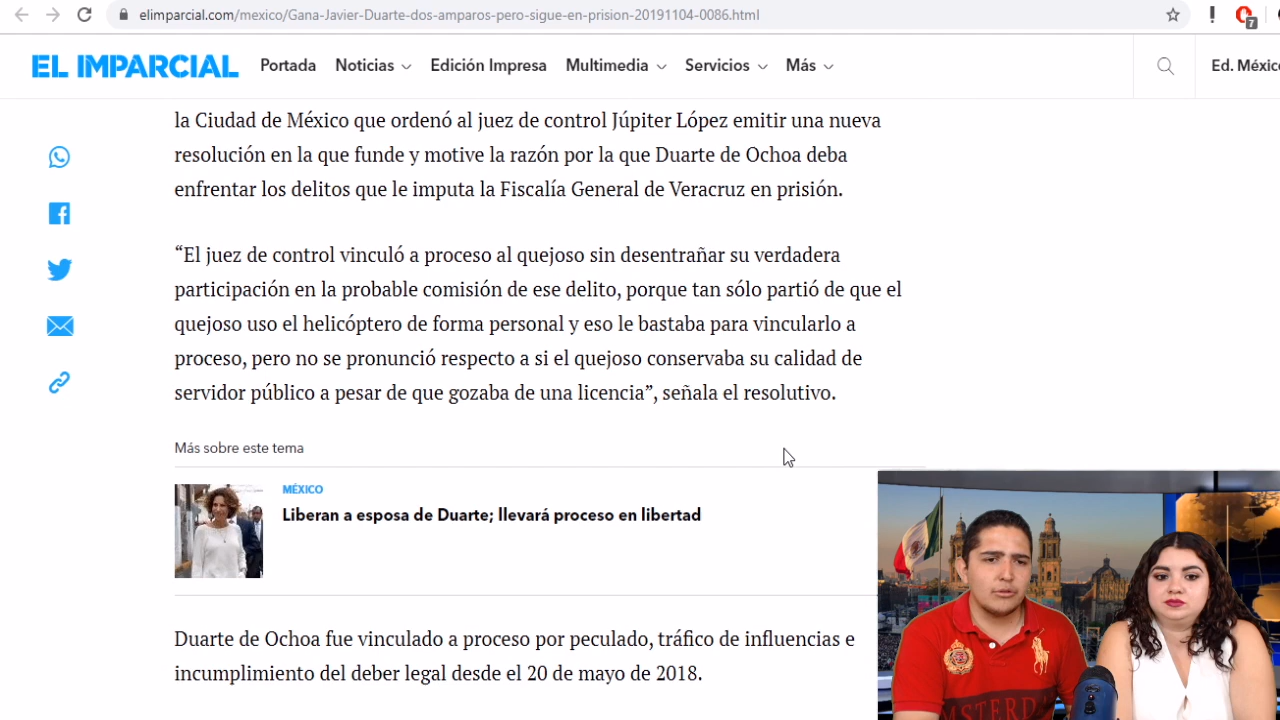 elimparcial.com/mexico/Gana-Javier-Duarte-dos-amparos-pero-sigue-en-prision-20191104-0086.html
7
EL IMPARCIAL
Portada
Noticias
Edición Impresa
Multimedia
Servicios
Más
Ed. Méxic
la Ciudad de México que ordenó al juez de control Júpiter López emitir una nueva
resolución en la que funde y motive la razón por la que Duarte de Ochoa deba
enfrentar los delitos que le imputa la Fiscalía General de Veracruz en prisión.
“El juez de control vinculó a proceso al quejoso sin desentrañar su verdadera
participación en la probable comisión de ese delito, porque tan sólo partió de que el
quejoso uso el helicóptero de forma personal y eso le bastaba para vincularlo a
proceso, pero no se pronunció respecto a si el quejoso conservaba su calidad de
servidor público a pesar de que gozaba de una licencia”, señala el resolutivo.
Más sobre este tema
MÉXICO
Liberan a esposa de Duarte; llevará proceso en libertad
Duarte de Ochoa fue vinculado a proceso por peculado, tráfico de influencias e
incumplimiento del deber legal desde el 20 de mayo de 2018.